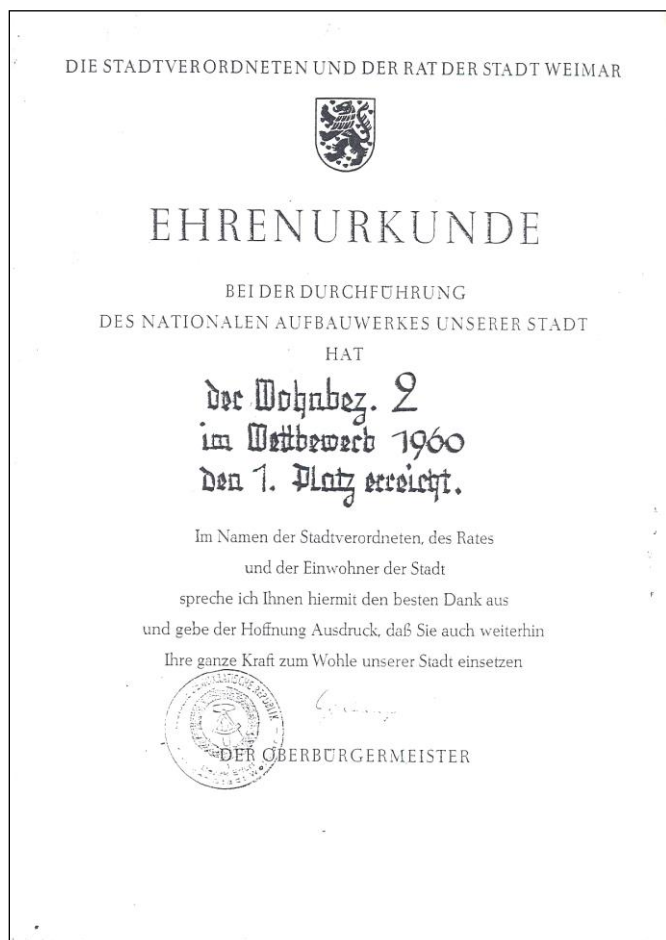 DIE STADTVERORDNETEN UND DER RAT DER STADT WEIMAR
EHRENURKUNDE
BEI DER DURCHFÜHRUNG
DES NATIONALEN AUFBAUWERKES UNSERER STADT
HAT
der Wohnbez. 2
im Wettbewerb 1960
den 1. Platz erreicht.
Im Namen der Stadtverordneten, des Rates
und der Einwohner der Stadt
spreche ich Ihnen hiermit den besten Dank aus
und gebe der Hoffnung Ausdruck, daß Sie auch weiterhin
Ihre ganze Kraft zum Wohle unserer Stadt einsetzen
DEMOKRATISCHE REPUBLIK
DER OBERBÜRGERMEISTER